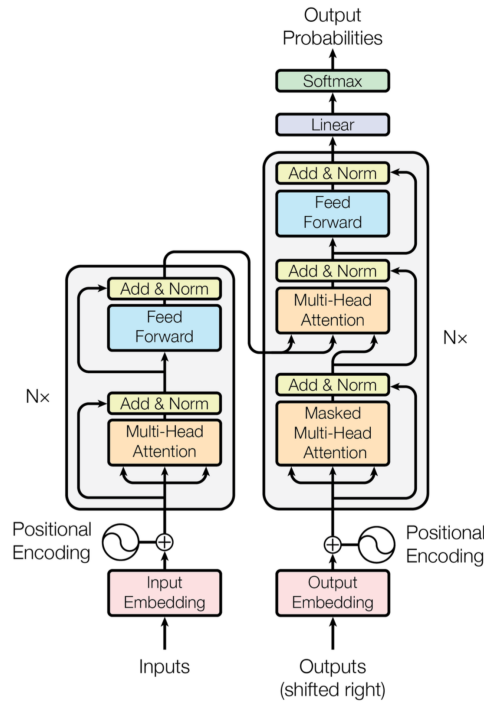 Output
Probabilities
Softmax
Linear
Add & Norm
Feed
Forward
Add & Norm
Multi-Head
Attention
Add & Norm
Masked
Multi-Head
Attention
N×
Add & Norm
Feed
Forward
Add & Norm
Multi-Head
Attention
N×
Positional
Encoding
Positional
Encoding
Input
Embedding
Output
Embedding
Inputs
Outputs
(shifted right)